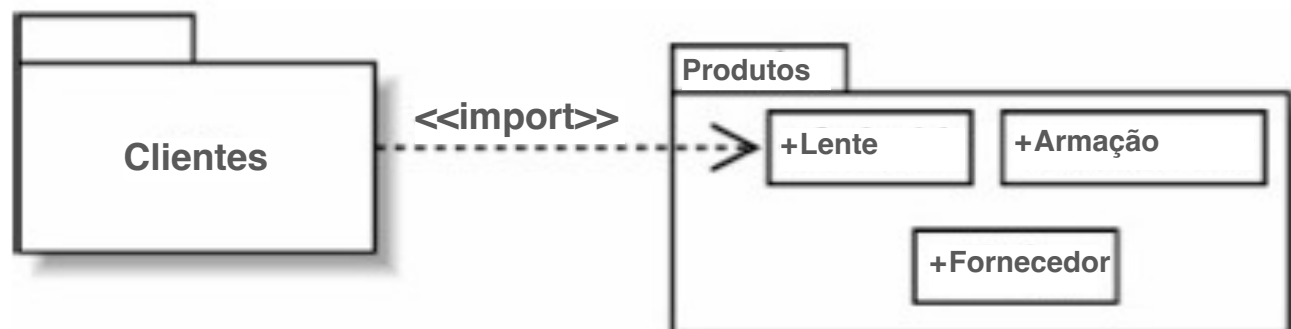 Produtos
<<import>>
Clientes
+Lente
+Armação
+Fornecedor